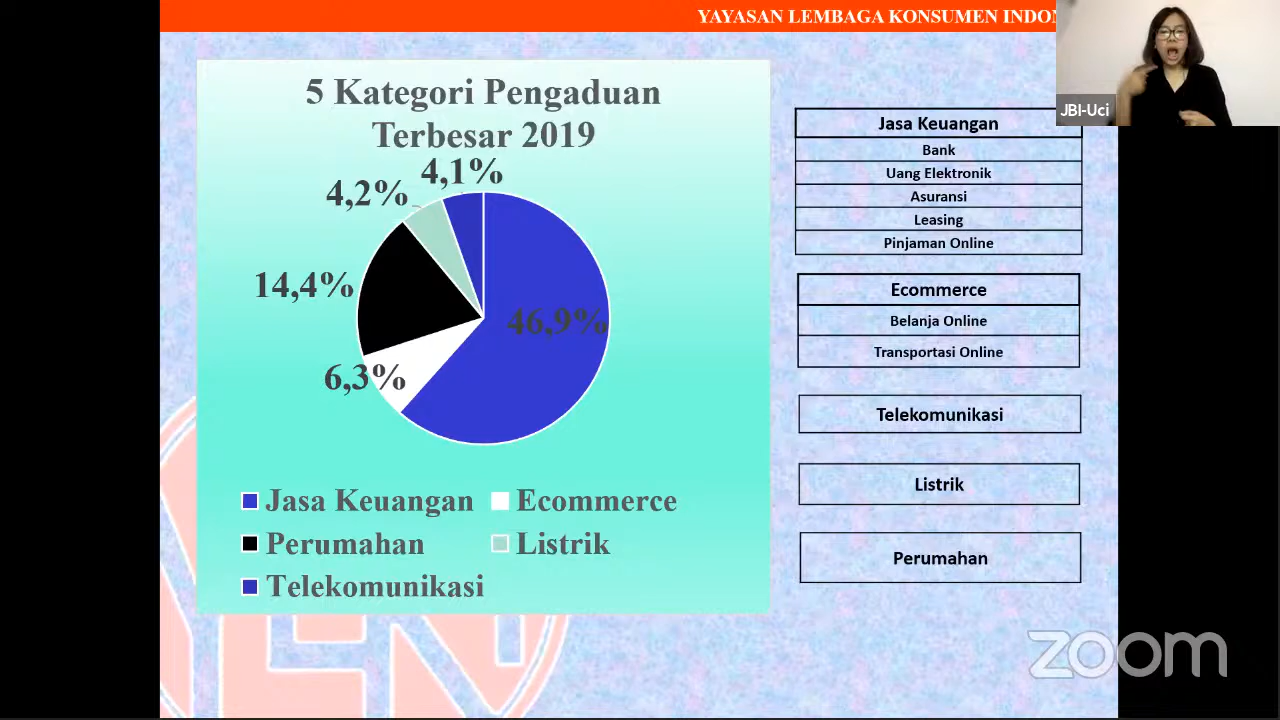 YAYASAN LEMBAGA KONSUMEN
JBI-Uci
5 Kategori Pengaduan
Terbesar 2019
4,1%
4,2%
14,4%
46,9%
6,3%
Jasa Keuangan
Ecommerce
Perumahan
Listrik
Telekomunikasi
Jasa Keuangan
Bank
Uang Elektronik
Asuransi
Leasing
Pinjaman Online
Ecommerce
Belanja Online
Transportasi Online
Telekomunikasi
Listrik
Perumahan
zoom